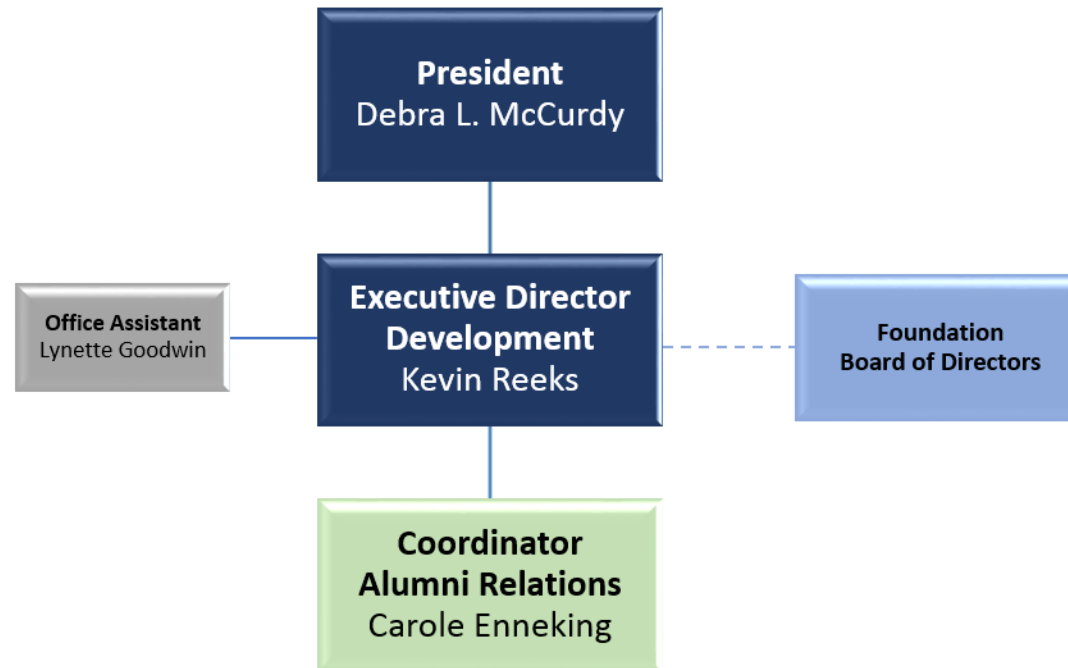 President
Debra L. McCurdy
Executive Director
Development
Kevin Reeks
Office Assistant
Lynette Goodwin
Foundation
Board of Directors
Coordinator
Alumni Relations
Carole Enneking